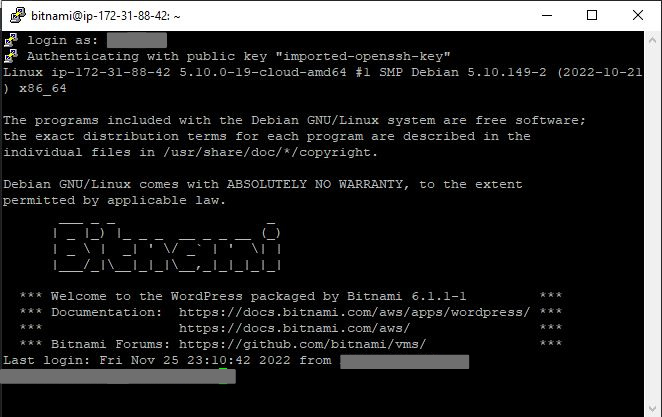 bitnami@ip-172-31-88-42: ~
login as:
Authenticating with public key "imported-openssh-key"
Linux ip-172-31-88-42 5.10.0-19-cloud-amd64 #1 SMP Debian 5.10.149-2 (2022-10-21
) x86_64
The programs included with the Debian GNU/Linux system are free software;
the exact distribution terms for each program are described in the
individual files in /usr/share/doc/*/copyright.
Debian GNU/Linux comes with ABSOLUTELY NO WARRANTY, to the extent
permitted by applicable law.
Bitnami
*** Welcome to the WordPress packaged by Bitnami 6.1.1-1 ***
*** Documentation: https://docs.bitnami.com/aws/apps/wordpress/ ***
*** https://docs.bitnami.com/aws/ ***
*** Bitnami Forums: https://github.com/bitnami/vms/ ***
Last login: Fri Nov 25 23:10:42 2022 from